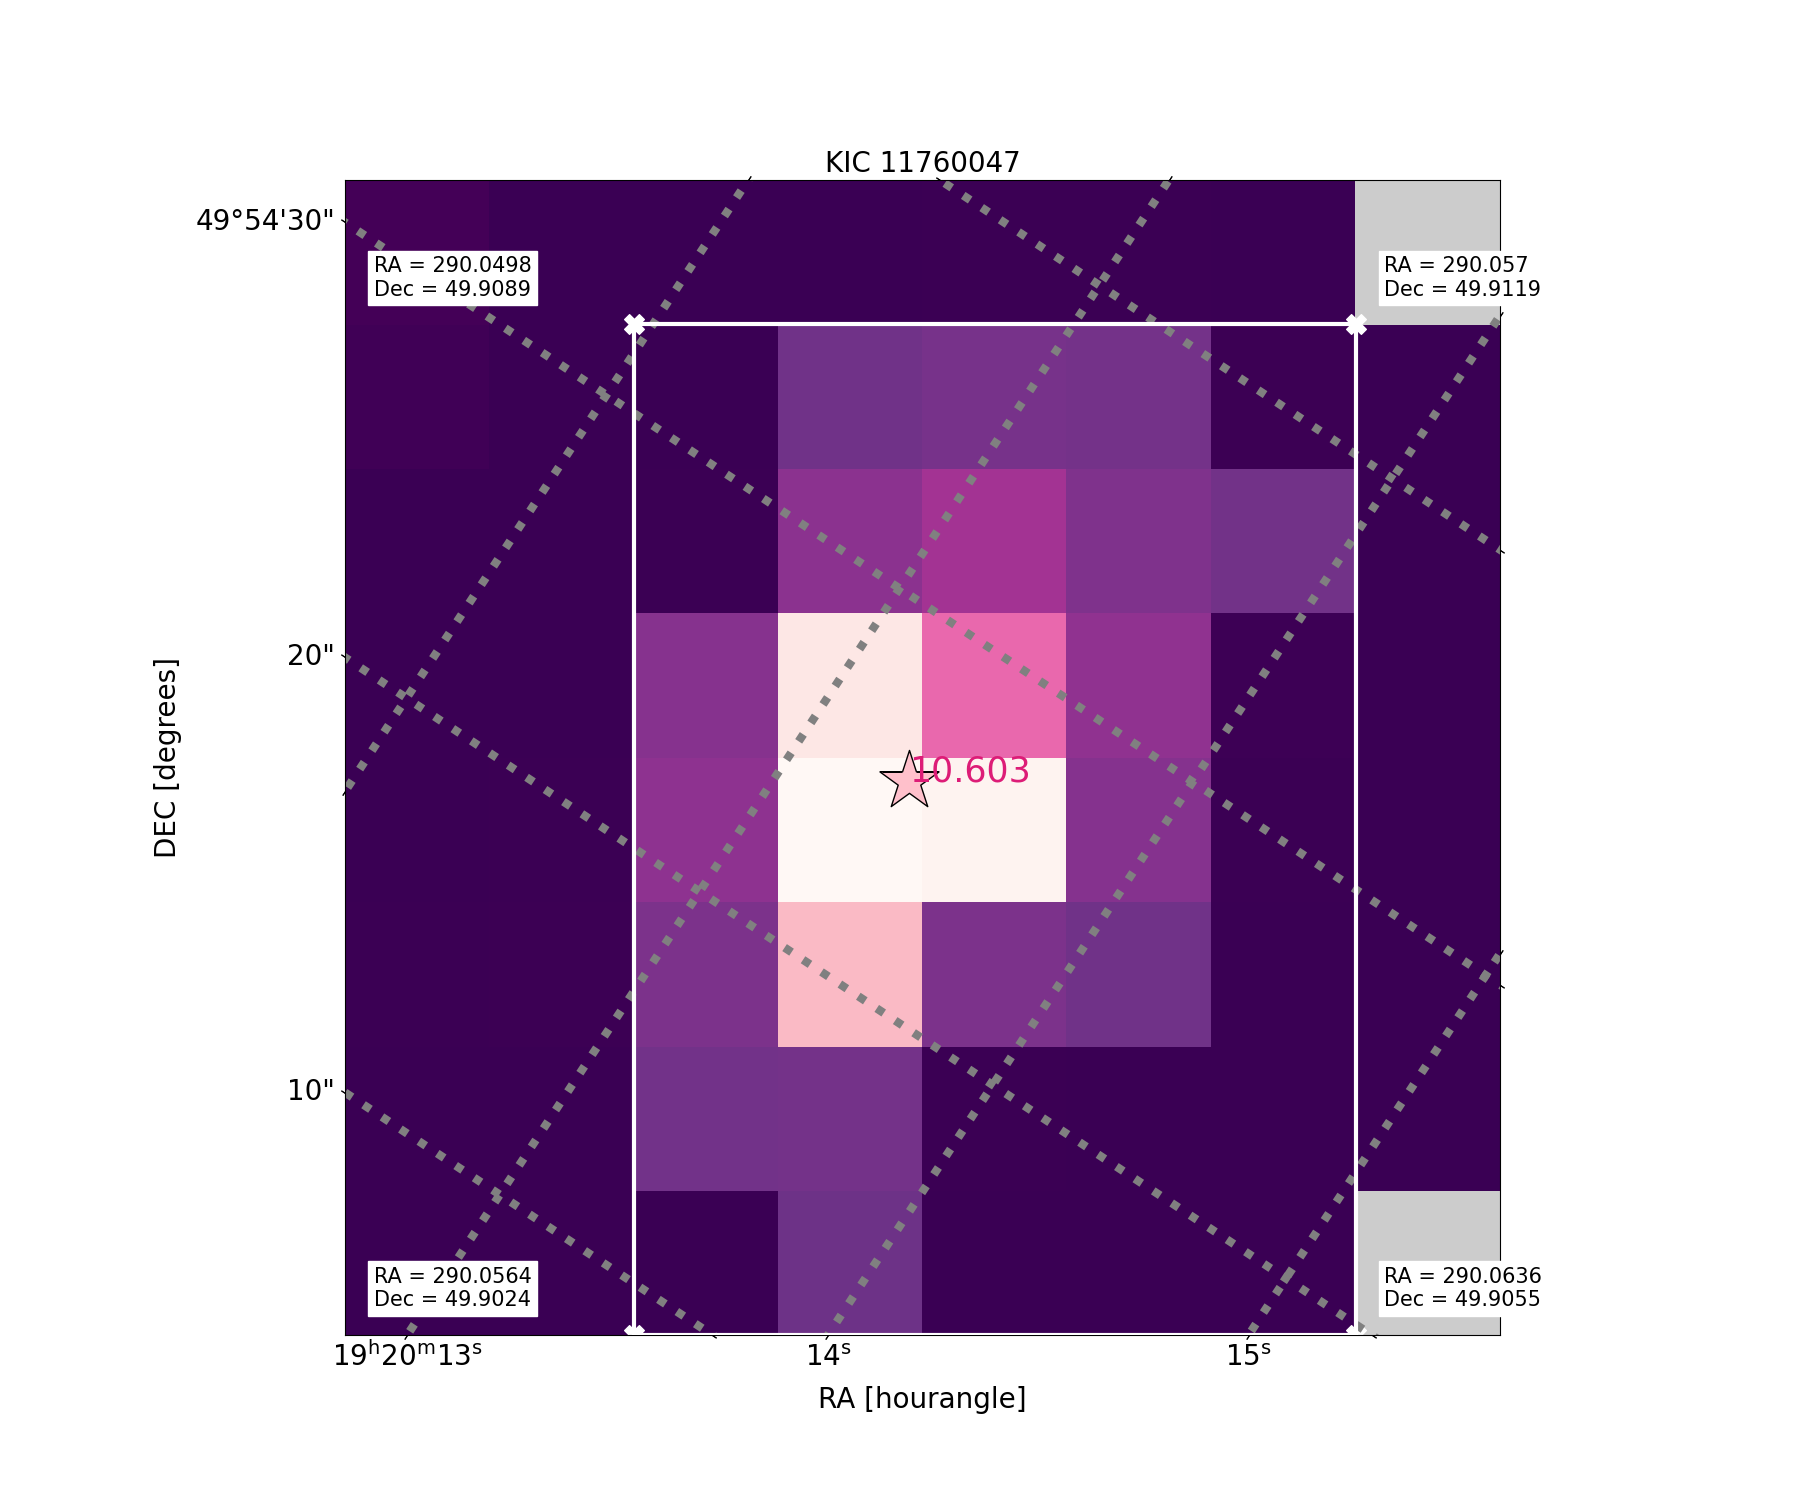 KIC 11760047
49°54'30"
RA = 290.0498
Dec = 49.9089
RA = 290.057
Dec = 49.9119
20"
10.603
DEC [degrees]
10"
RA = 290.0564
Dec = 49.9024
RA = 290.0636
Dec = 49.9055
19ʰ20ᵐ13ˢ
14ˢ
15ˢ
RA [hourangle]